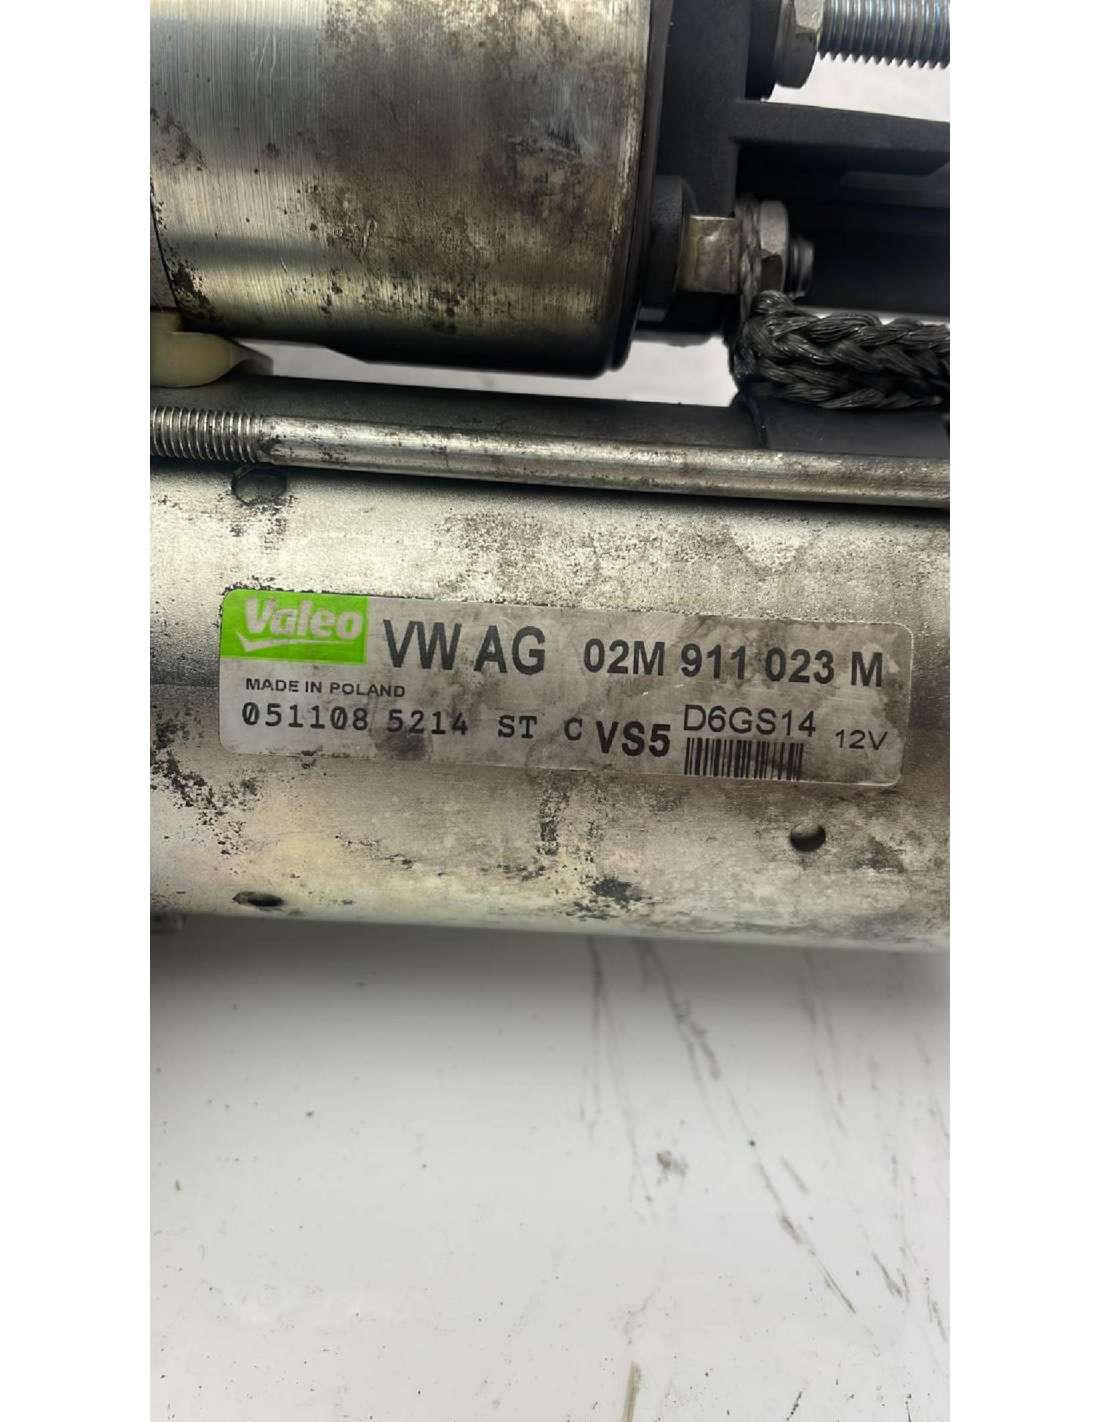 Valeo VW AG 02M 911 023 M
MADE IN POLAND
051108 5214 ST C VS5 D6GS14 12V